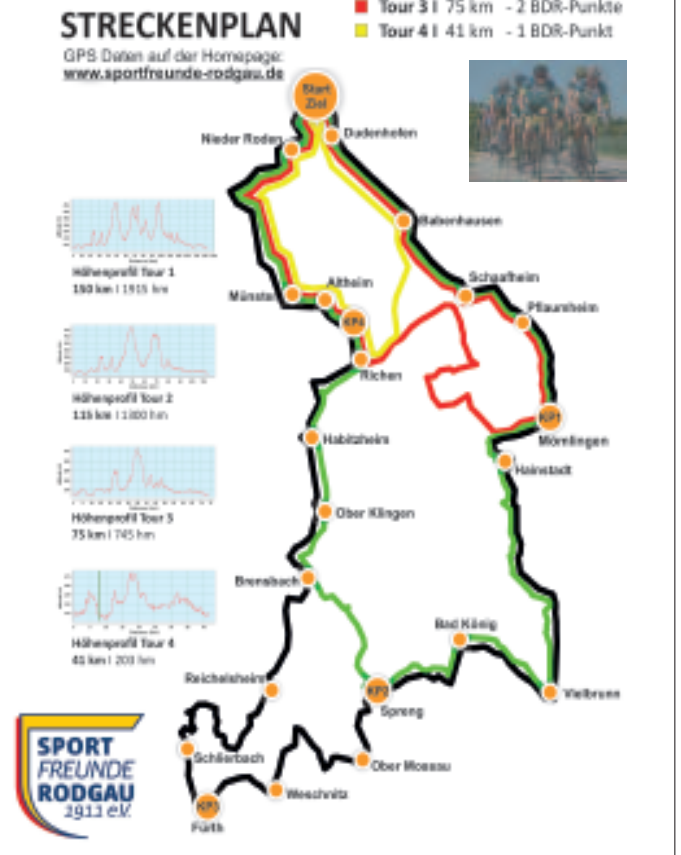 STRECKENPLAN
GPS Daten auf der Homepage:
www.sportfreunde-rodgau.de
Tour 3 I 75 km - 2 BDR-Punkte
Tour 4 I 41 km - 1 BDR-Punkt
Start
Ziel
Nieder Roden
Dudenhofen
Babenhausen
Schaafheim
Pflaumheim
Altheim
Münster
KP4
Richen
KP1
Mömlingen
Hainstadt
Habitzheim
Ober Klingen
Brensbach
Bad König
Vielbrunn
Reichelsheim
KP2
Spreng
Schlierbach
Ober Mossau
Weschnitz
KP3
Fürth
Höhenprofil Tour 1
150 km I 1915 hm
Höhenprofil Tour 2
115 km I 1300 hm
Höhenprofil Tour 3
75 km I 745 hm
Höhenprofil Tour 4
41 km I 203 hm
SPORT
FREUNDE
RODGAU
1911 e.V.